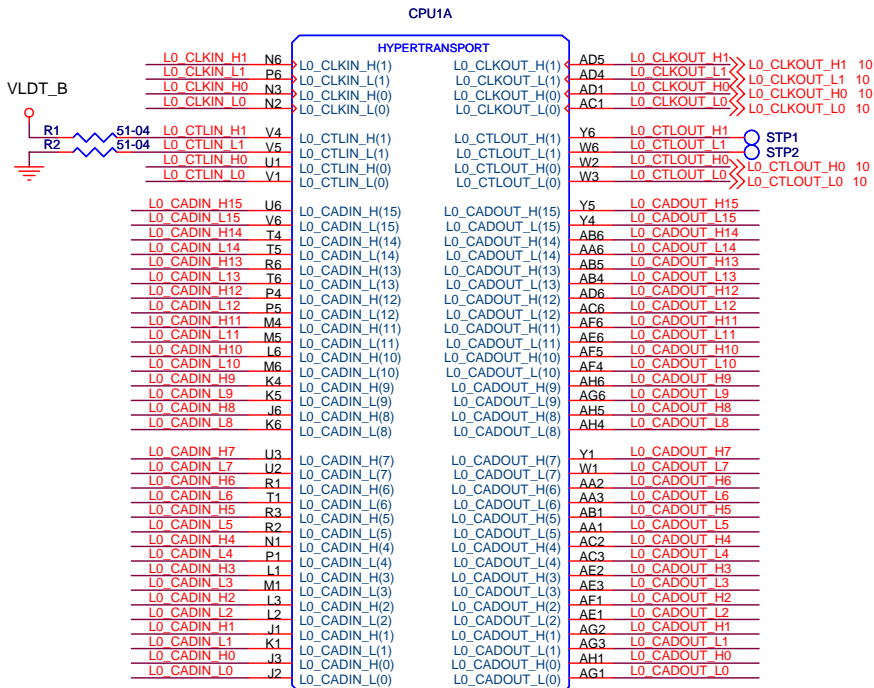 CPU1A
HYPERTRANSPORT
L0_CLKIN_H1 N6 L0_CLKIN_H(1) L0_CLKOUT_H(1) AD5 L0_CLKOUT_H1 L0_CLKOUT_H1 10
L0_CLKIN_L1 P6 L0_CLKIN_L(1) L0_CLKOUT_L(1) AD4 L0_CLKOUT_L1 L0_CLKOUT_L1 10
L0_CLKIN_H0 N3 L0_CLKIN_H(0) L0_CLKOUT_H(0) AD1 L0_CLKOUT_H0 L0_CLKOUT_H0 10
L0_CLKIN_L0 N2 L0_CLKIN_L(0) L0_CLKOUT_L(0) AC1 L0_CLKOUT_L0 L0_CLKOUT_L0 10
VLDT_B
R1 51-04 L0_CTLIN_H1 V4 L0_CTLIN_H(1) L0_CTLOUT_H(1) Y6 L0_CTLOUT_H1 STP1
R2 51-04 L0_CTLIN_L1 V5 L0_CTLIN_L(1) L0_CTLOUT_L(1) W6 L0_CTLOUT_L1 STP2
L0_CTLIN_H0 U1 L0_CTLIN_H(0) L0_CTLOUT_H(0) W2 L0_CTLOUT_H0 L0_CTLOUT_H0 10
L0_CTLIN_L0 V1 L0_CTLIN_L(0) L0_CTLOUT_L(0) W3 L0_CTLOUT_L0 L0_CTLOUT_L0 10
L0_CADIN_H15 U6 L0_CADIN_H(15) L0_CADOUT_H(15) Y5 L0_CADOUT_H15
L0_CADIN_L15 V6 L0_CADIN_L(15) L0_CADOUT_L(15) Y4 L0_CADOUT_L15
L0_CADIN_H14 T4 L0_CADIN_H(14) L0_CADOUT_H(14) AB6 L0_CADOUT_H14
L0_CADIN_L14 T5 L0_CADIN_L(14) L0_CADOUT_L(14) AA6 L0_CADOUT_L14
L0_CADIN_H13 R6 L0_CADIN_H(13) L0_CADOUT_H(13) AB5 L0_CADOUT_H13
L0_CADIN_L13 T6 L0_CADIN_L(13) L0_CADOUT_L(13) AB4 L0_CADOUT_L13
L0_CADIN_H12 P4 L0_CADIN_H(12) L0_CADOUT_H(12) AD6 L0_CADOUT_H12
L0_CADIN_L12 P5 L0_CADIN_L(12) L0_CADOUT_L(12) AC6 L0_CADOUT_L12
L0_CADIN_H11 M4 L0_CADIN_H(11) L0_CADOUT_H(11) AF6 L0_CADOUT_H11
L0_CADIN_L11 M5 L0_CADIN_L(11) L0_CADOUT_L(11) AE6 L0_CADOUT_L11
L0_CADIN_H10 L6 L0_CADIN_H(10) L0_CADOUT_H(10) AF5 L0_CADOUT_H10
L0_CADIN_L10 M6 L0_CADIN_L(10) L0_CADOUT_L(10) AF4 L0_CADOUT_L10
L0_CADIN_H9 K4 L0_CADIN_H(9) L0_CADOUT_H(9) AH6 L0_CADOUT_H9
L0_CADIN_L9 K5 L0_CADIN_L(9) L0_CADOUT_L(9) AG6 L0_CADOUT_L9
L0_CADIN_H8 J6 L0_CADIN_H(8) L0_CADOUT_H(8) AH5 L0_CADOUT_H8
L0_CADIN_L8 K6 L0_CADIN_L(8) L0_CADOUT_L(8) AH4 L0_CADOUT_L8
L0_CADIN_H7 U3 L0_CADIN_H(7) L0_CADOUT_H(7) Y1 L0_CADOUT_H7
L0_CADIN_L7 U2 L0_CADIN_L(7) L0_CADOUT_L(7) W1 L0_CADOUT_L7
L0_CADIN_H6 R1 L0_CADIN_H(6) L0_CADOUT_H(6) AA2 L0_CADOUT_H6
L0_CADIN_L6 T1 L0_CADIN_L(6) L0_CADOUT_L(6) AA3 L0_CADOUT_L6
L0_CADIN_H5 R3 L0_CADIN_H(5) L0_CADOUT_H(5) AB1 L0_CADOUT_H5
L0_CADIN_L5 R2 L0_CADIN_L(5) L0_CADOUT_L(5) AA1 L0_CADOUT_L5
L0_CADIN_H4 N1 L0_CADIN_H(4) L0_CADOUT_H(4) AC2 L0_CADOUT_H4
L0_CADIN_L4 P1 L0_CADIN_L(4) L0_CADOUT_L(4) AC3 L0_CADOUT_L4
L0_CADIN_H3 L1 L0_CADIN_H(3) L0_CADOUT_H(3) AE2 L0_CADOUT_H3
L0_CADIN_L3 M1 L0_CADIN_L(3) L0_CADOUT_L(3) AE3 L0_CADOUT_L3
L0_CADIN_H2 L3 L0_CADIN_H(2) L0_CADOUT_H(2) AF1 L0_CADOUT_H2
L0_CADIN_L2 L2 L0_CADIN_L(2) L0_CADOUT_L(2) AE1 L0_CADOUT_L2
L0_CADIN_H1 J1 L0_CADIN_H(1) L0_CADOUT_H(1) AG2 L0_CADOUT_H1
L0_CADIN_L1 K1 L0_CADIN_L(1) L0_CADOUT_L(1) AG3 L0_CADOUT_L1
L0_CADIN_H0 J3 L0_CADIN_H(0) L0_CADOUT_H(0) AH1 L0_CADOUT_H0
L0_CADIN_L0 J2 L0_CADIN_L(0) L0_CADOUT_L(0) AG1 L0_CADOUT_L0